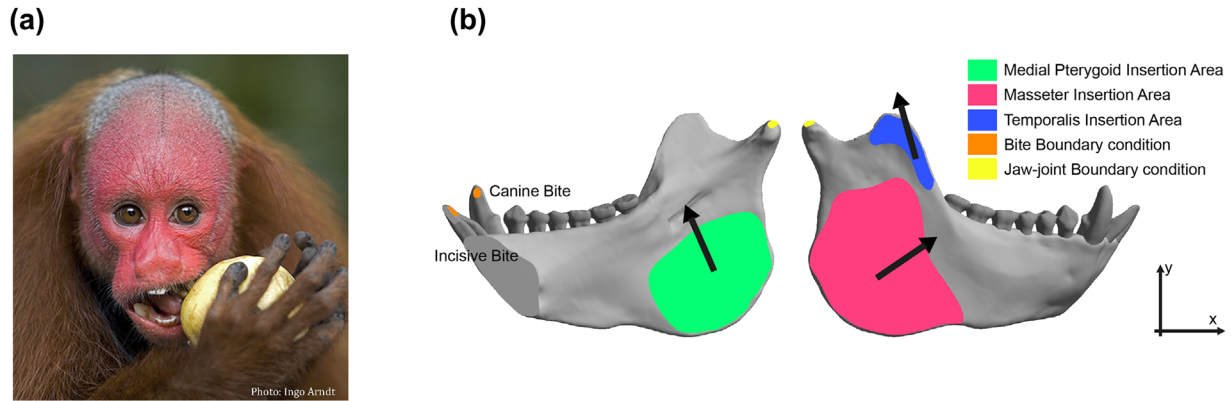 (a)
(b)
Photo: Ingo Arndt
Canine Bite
Incisive Bite
Medial Pterygoid Insertion Area
Masseter Insertion Area
Temporalis Insertion Area
Bite Boundary condition
Jaw-joint Boundary condition
y
x